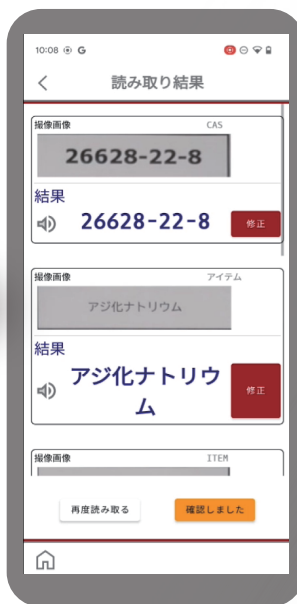 10:08 G
読み取り結果
撮像画像 CAS
26628-22-8
結果
26628-22-8 修正
撮像画像 アイテム
アジ化ナトリウム
結果
アジ化ナトリウ
ム
修正
撮像画像 ITEM
再度読み取る 確認しました